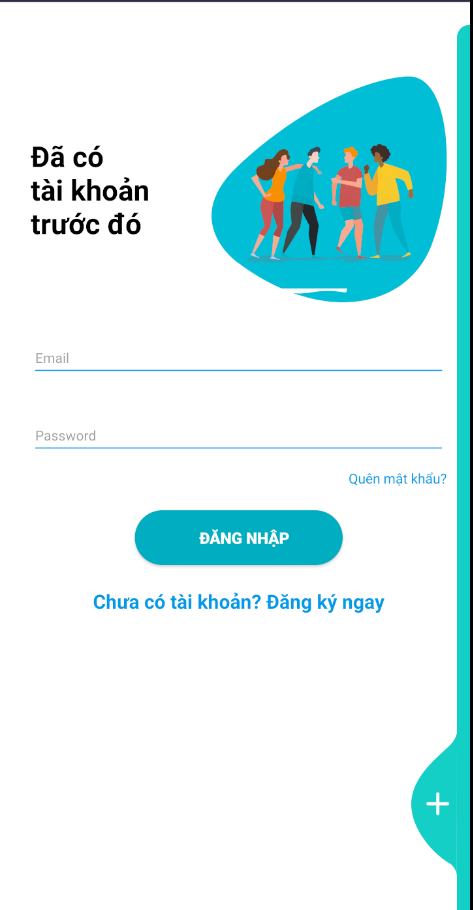 Đã có
tài khoản
trước đó
Email
Password
Quên mật khẩu?
ĐĂNG NHẬP
Chưa có tài khoản? Đăng ký ngay